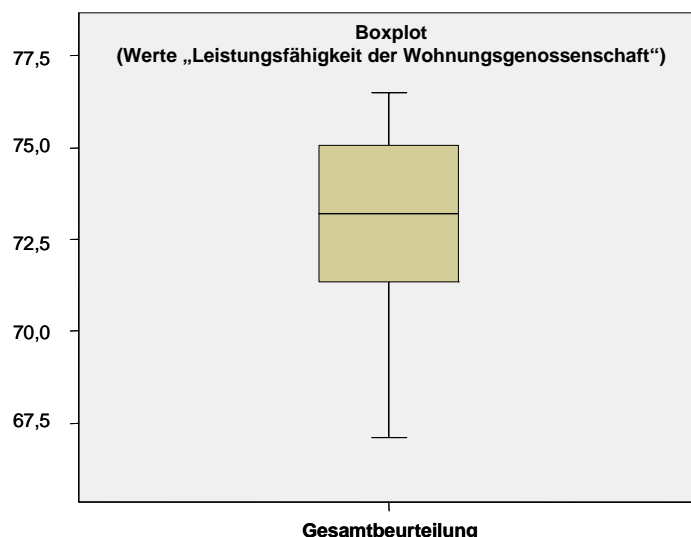 Boxplot
(Werte „Leistungsfähigkeit der Wohnungsgenossenschaft“)
77,5
75,0
72,5
70,0
67,5
Gesamtbeurteilung